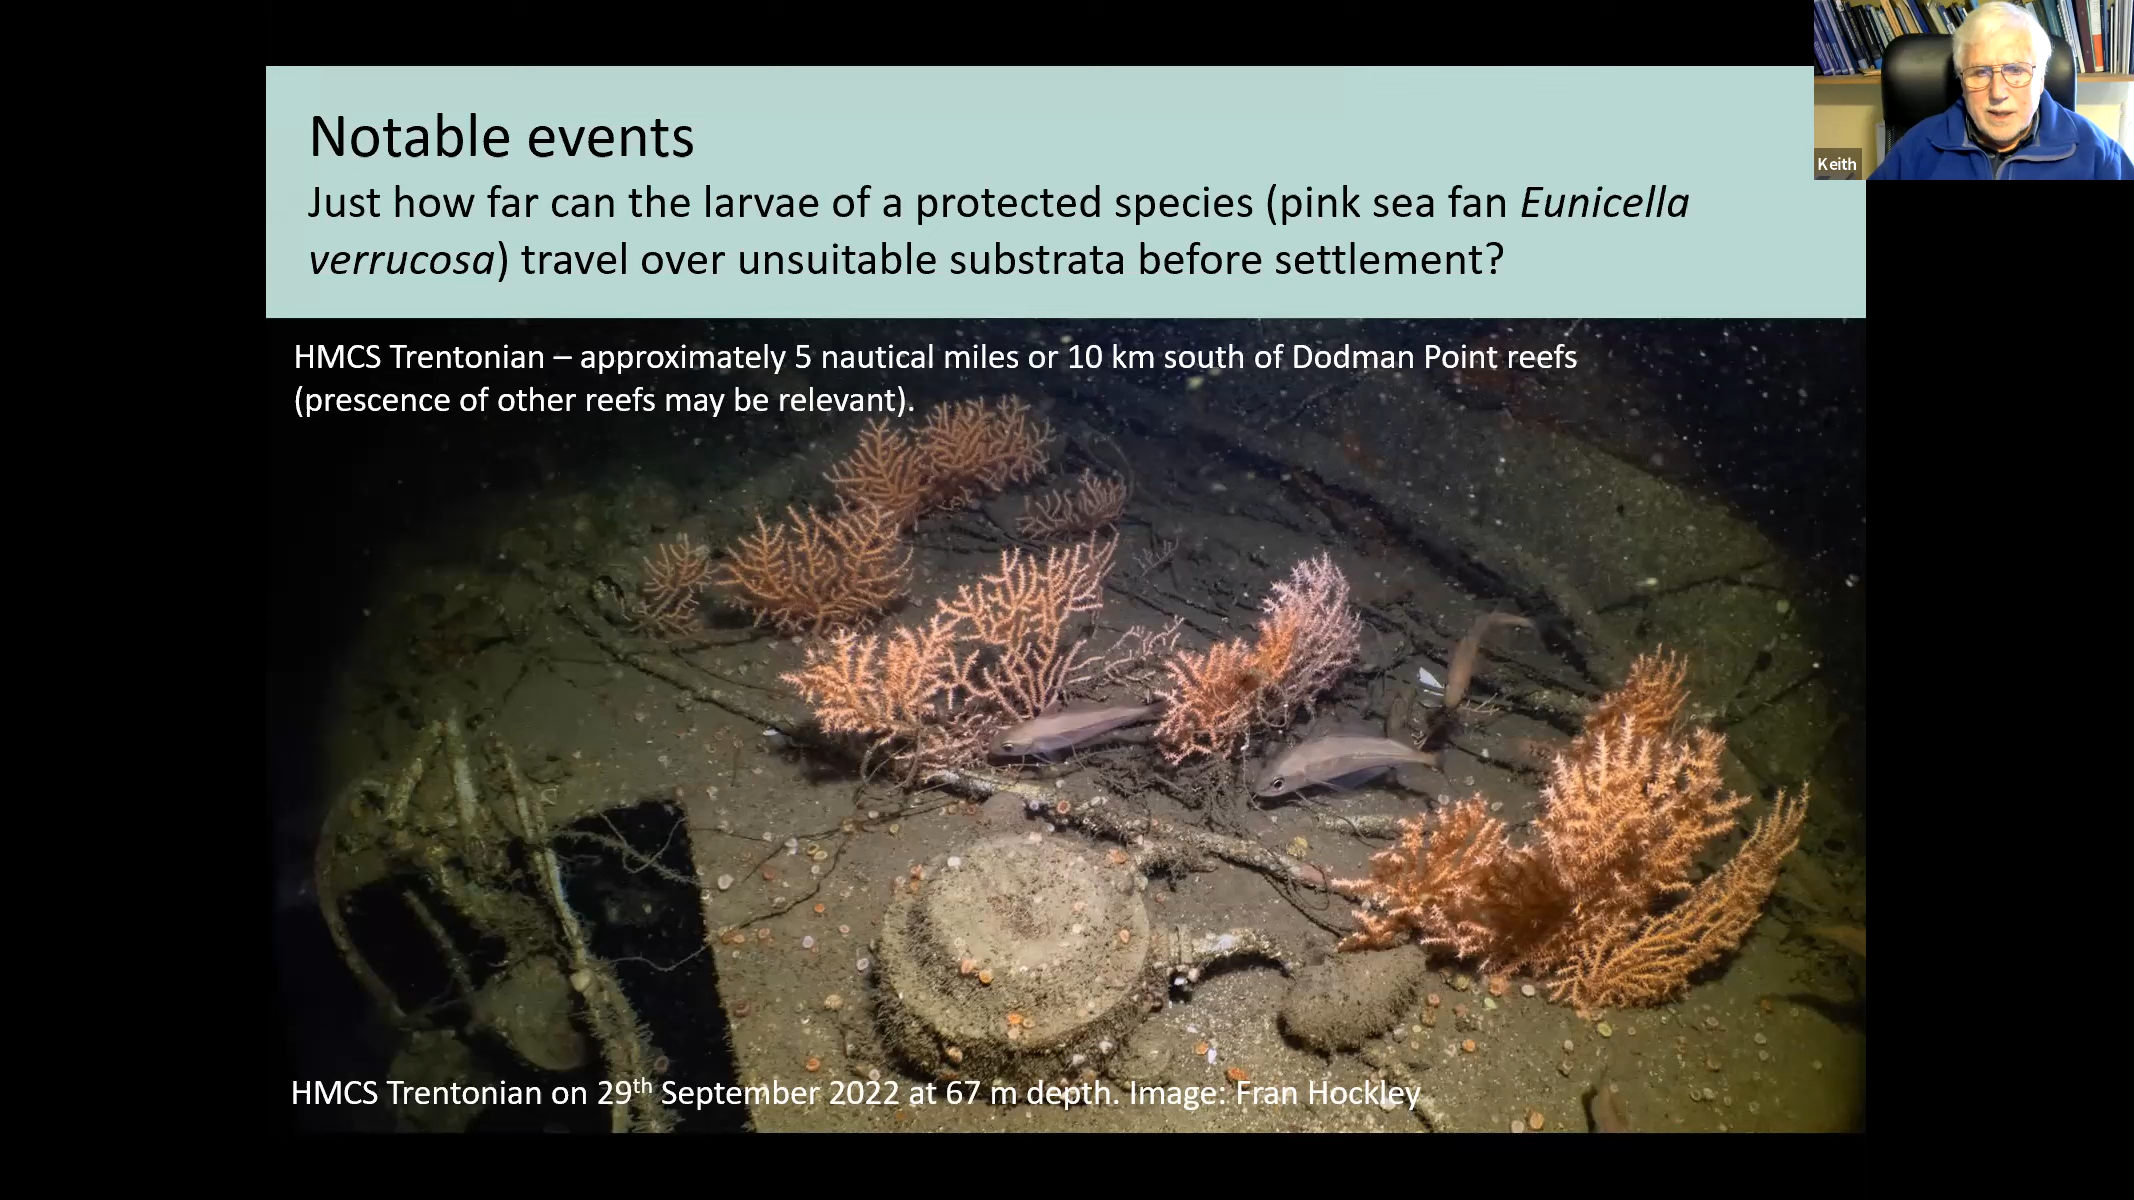 Notable events
Just how far can the larvae of a protected species (pink sea fan Eunicella
verrucosa) travel over unsuitable substrata before settlement?
Keith
HMCS Trentonian – approximately 5 nautical miles or 10 km south of Dodman Point reefs
(prescence of other reefs may be relevant).
HMCS Trentonian on 29th September 2022 at 67 m depth. Image: Fran Hockley